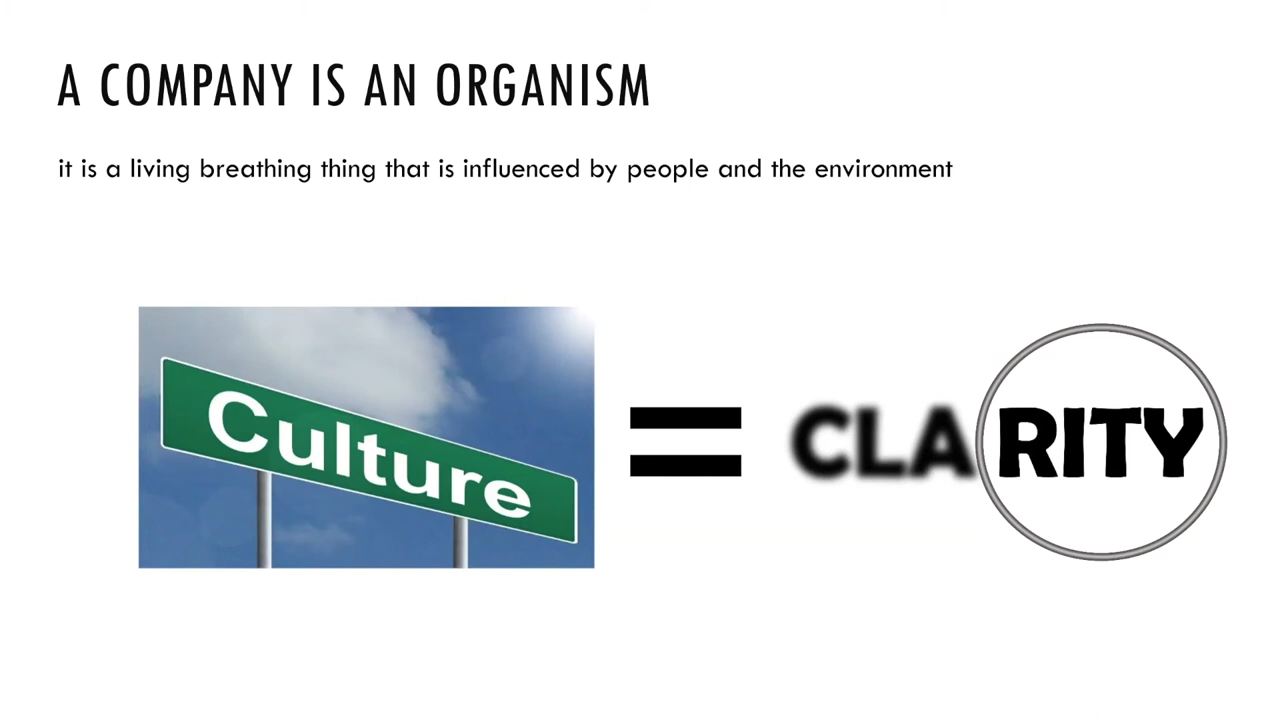 A COMPANY IS AN ORGANISM
it is a living breathing thing that is influenced by people and the environment
Culture
=
CLARITY